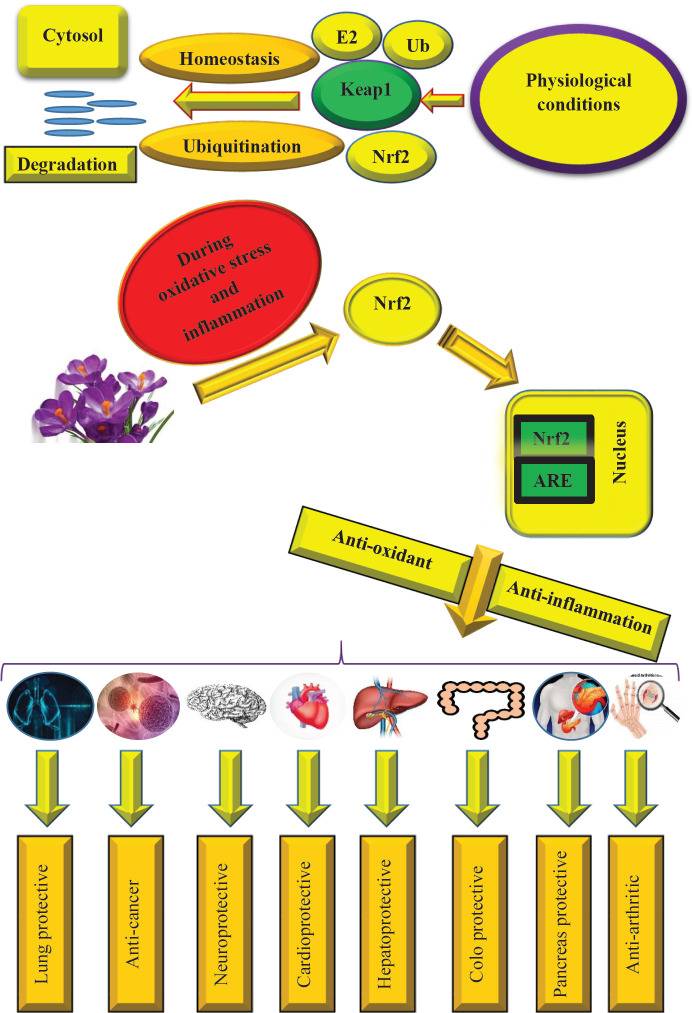 Cytosol
Homeostasis
E2
Ub
Keap1
Physiological
conditions
Ubiquitination
Nrf2
Degradation
During
oxidative stress
and
inflammation
Nrf2
Nrf2
ARE
Nucleus
Anti-oxidant
Anti-inflammation
Lung protective
Anti-cancer
Neuroprotective
Cardioprotective
Hepatoprotective
Colo protective
Pancreas protective
Anti-arthritic